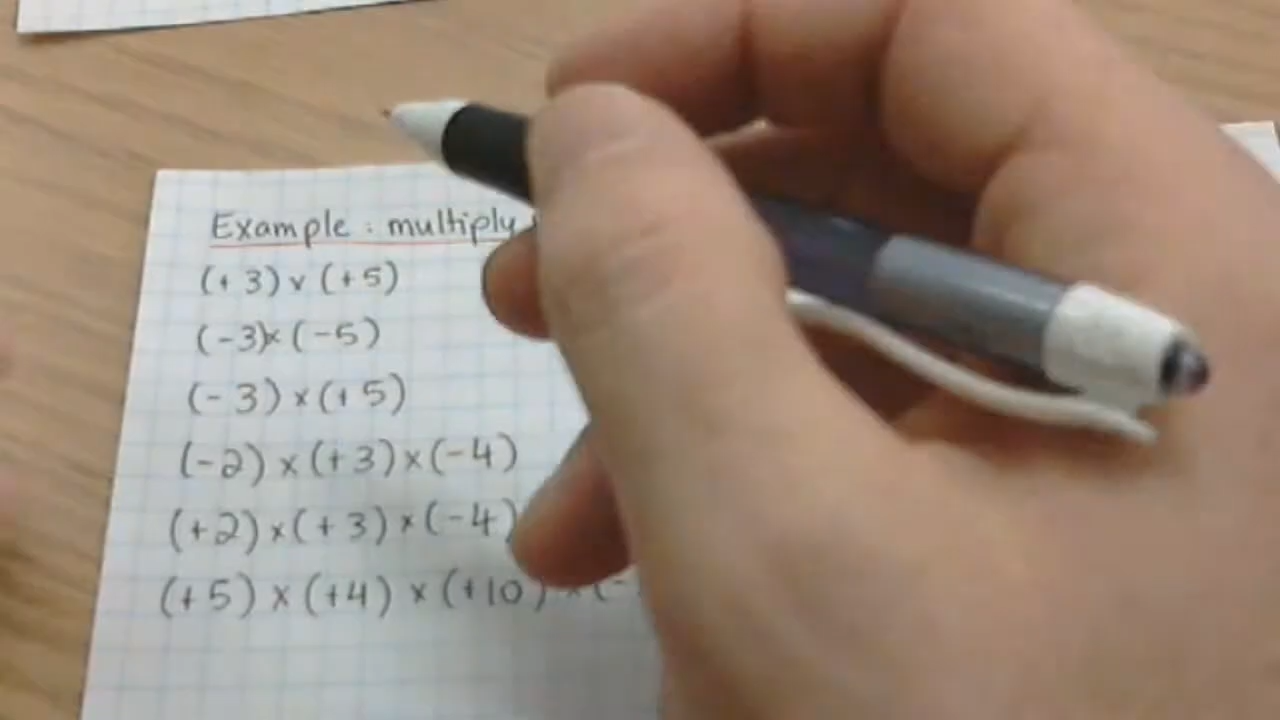 Example : multiply
(+3) x (+5)
(-3)x (-5)
(-3) x (+5)
(-2) x (+3) x (-4)
(+2) x (+3) x (-4)
(+5) x (+4) x (+10) x (-